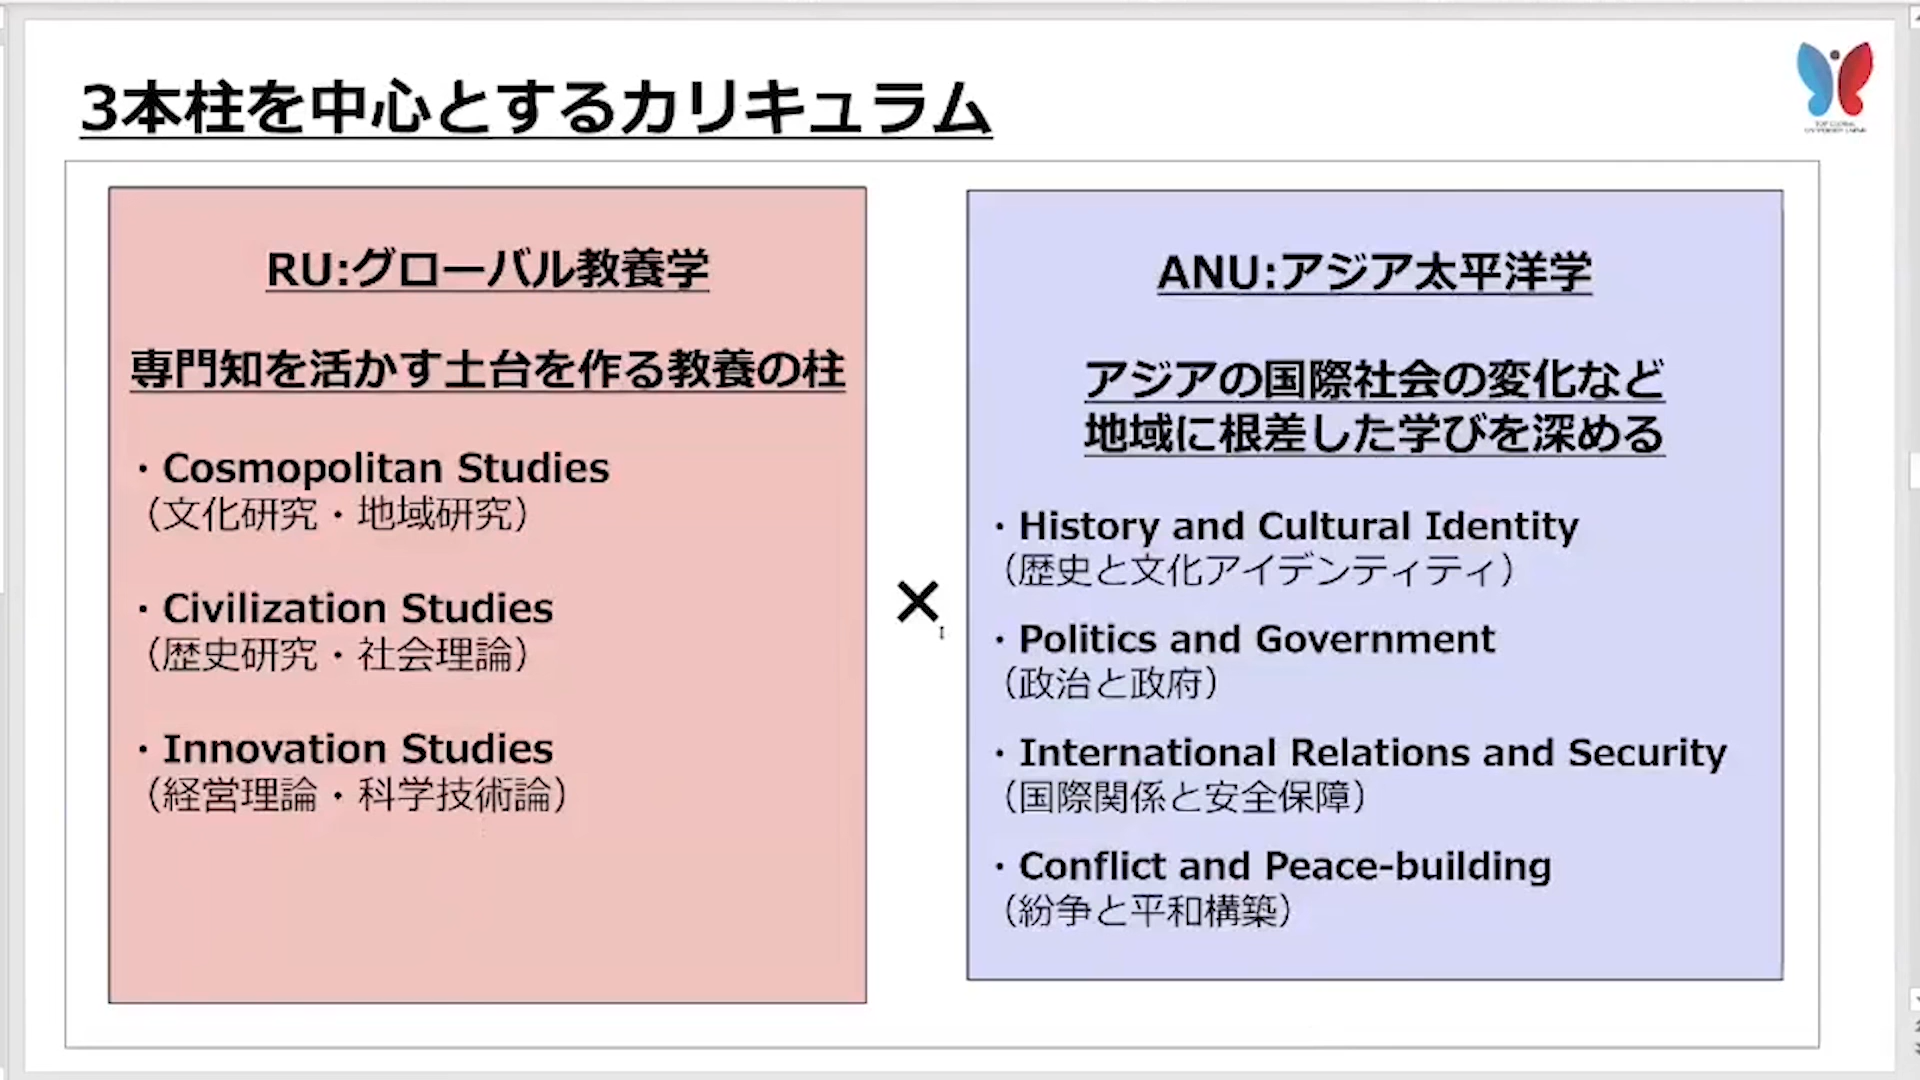 3本柱を中心とするカリキュラム
RU:グローバル教養学
専門知を活かす土台を作る教養の柱
・Cosmopolitan Studies
（文化研究・地域研究）
・Civilization Studies
（歴史研究・社会理論）
・Innovation Studies
（経営理論・科学技術論）
×
ANU:アジア太平洋学
アジアの国際社会の変化など
地域に根差した学びを深める
・History and Cultural Identity
（歴史と文化アイデンティティ）
・Politics and Government
（政治と政府）
・International Relations and Security
（国際関係と安全保障）
・Conflict and Peace-building
（紛争と平和構築）